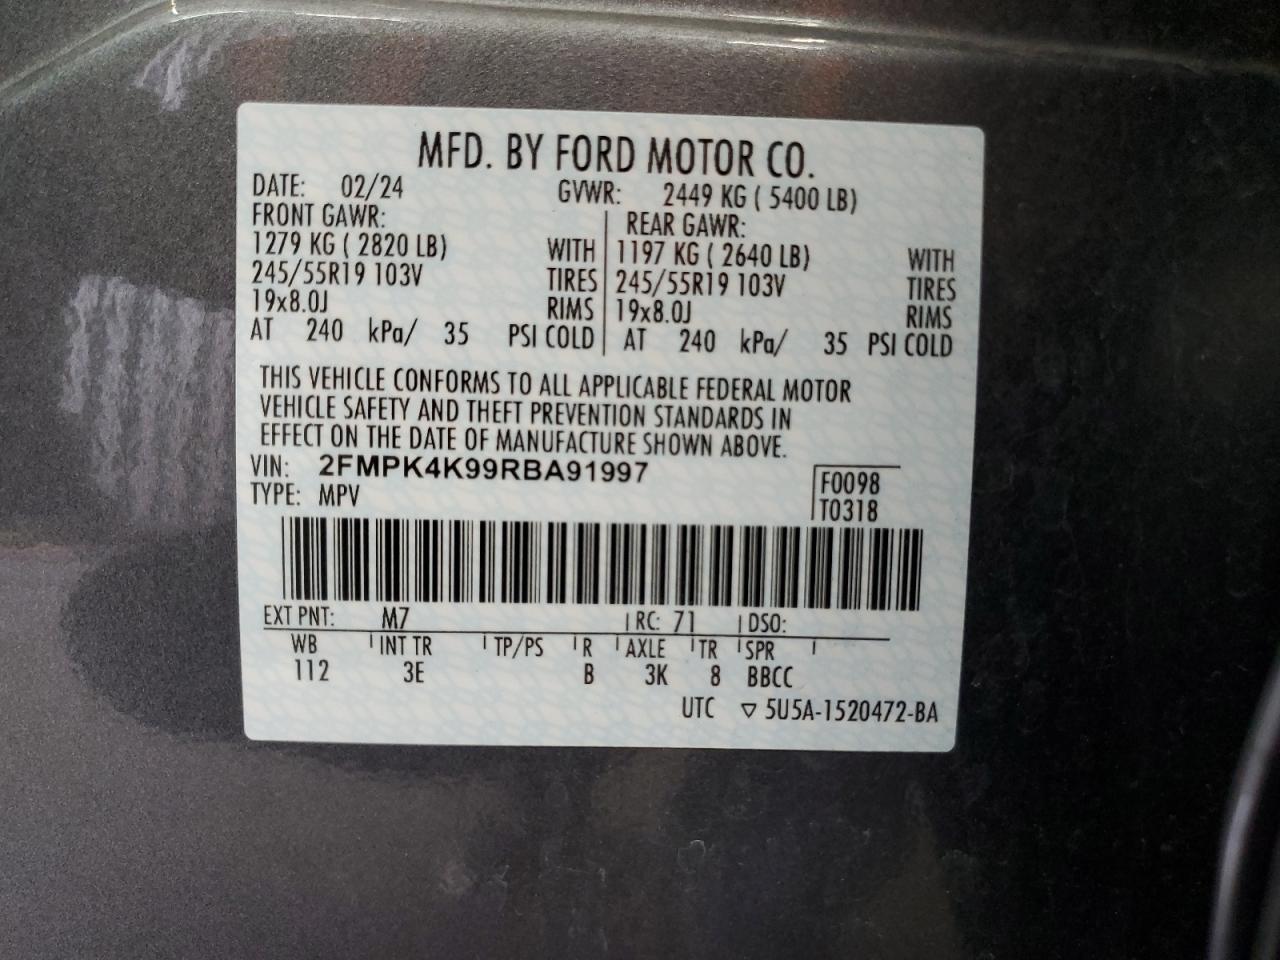 MFD. BY FORD MOTOR CO.
DATE: 02/24 GVWR: 2449 KG ( 5400 LB)
FRONT GAWR: REAR GAWR:
1279 KG ( 2820 LB) WITH 1197 KG ( 2640 LB) WITH
245/55R19 103V TIRES 245/55R19 103V TIRES
19x8.0J RIMS 19x8.0J RIMS
AT 240 kPa/ 35 PSI COLD AT 240 kPa/ 35 PSI COLD
THIS VEHICLE CONFORMS TO ALL APPLICABLE FEDERAL MOTOR
VEHICLE SAFETY AND THEFT PREVENTION STANDARDS IN
EFFECT ON THE DATE OF MANUFACTURE SHOWN ABOVE.
VIN: 2FMPK4K99RBA91997 F0098
TYPE: MPV T0318
EXT PNT: M7 RC: 71 DSO:
WB INT TR TP/PS R AXLE TR SPR
112 3E B 3K 8 BBCC
UTC ▽ 5U5A-1520472-BA